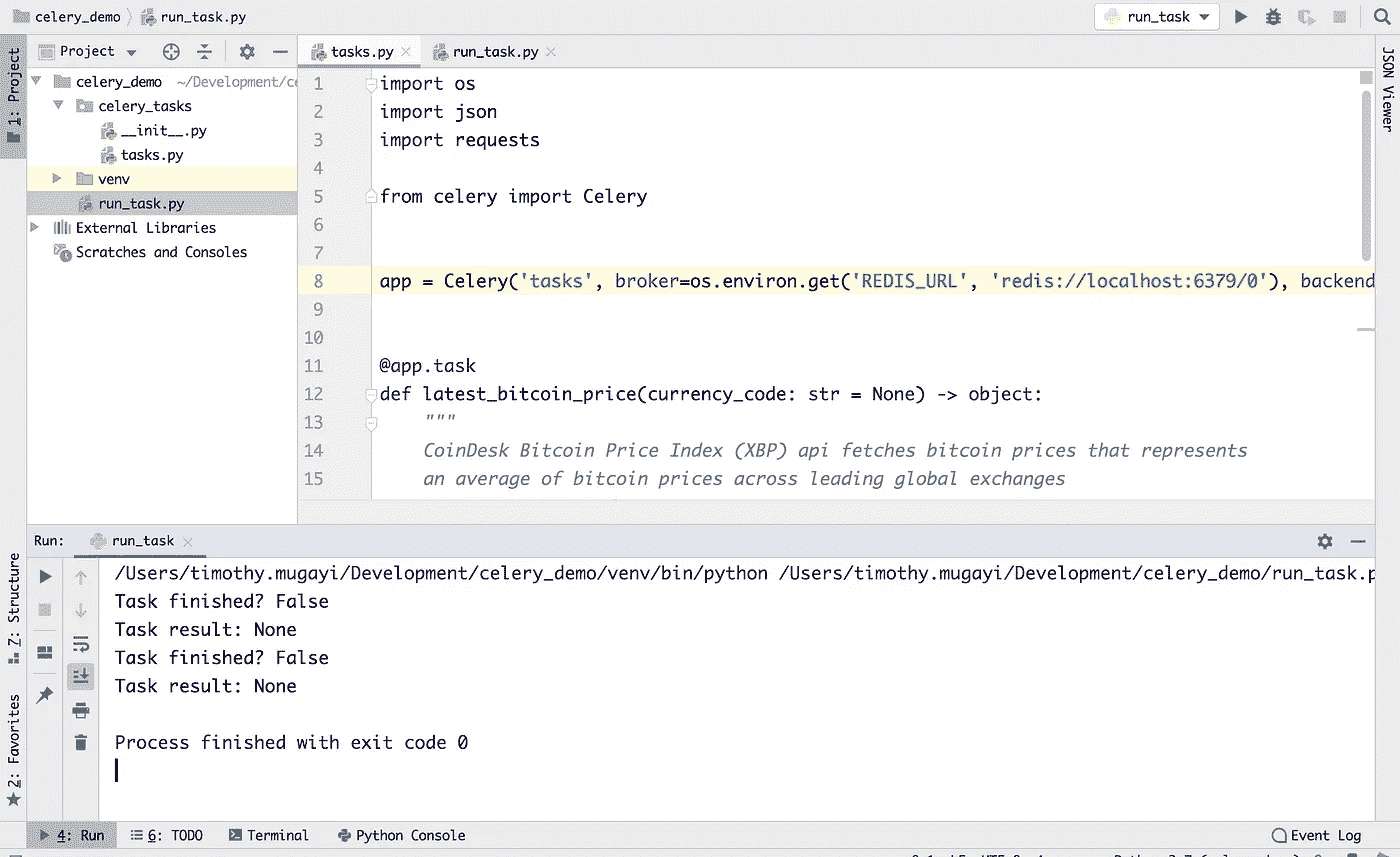 celery_demo run_task.py
run_task
1: Project
Project
celery_demo ~/Development/ce
celery_tasks
__init__.py
tasks.py
venv
run_task.py
External Libraries
Scratches and Consoles
tasks.py run_task.py
1 import os
2 import json
3 import requests
4
5 from celery import Celery
6
7
8 app = Celery('tasks', broker=os.environ.get('REDIS_URL', 'redis://localhost:6379/0'), backend
9
10
11 @app.task
12 def latest_bitcoin_price(currency_code: str = None) -> object:
13 """
14 CoinDesk Bitcoin Price Index (XBP) api fetches bitcoin prices that represents
15 an average of bitcoin prices across leading global exchanges
JSON Viewer
Z: Structure
2: Favorites
Run: run_task
/Users/timothy.mugayi/Development/celery_demo/venv/bin/python /Users/timothy.mugayi/Development/celery_demo/run_task.p
Task finished? False
Task result: None
Task finished? False
Task result: None
Process finished with exit code 0
4: Run 6: TODO Terminal Python Console Event Log